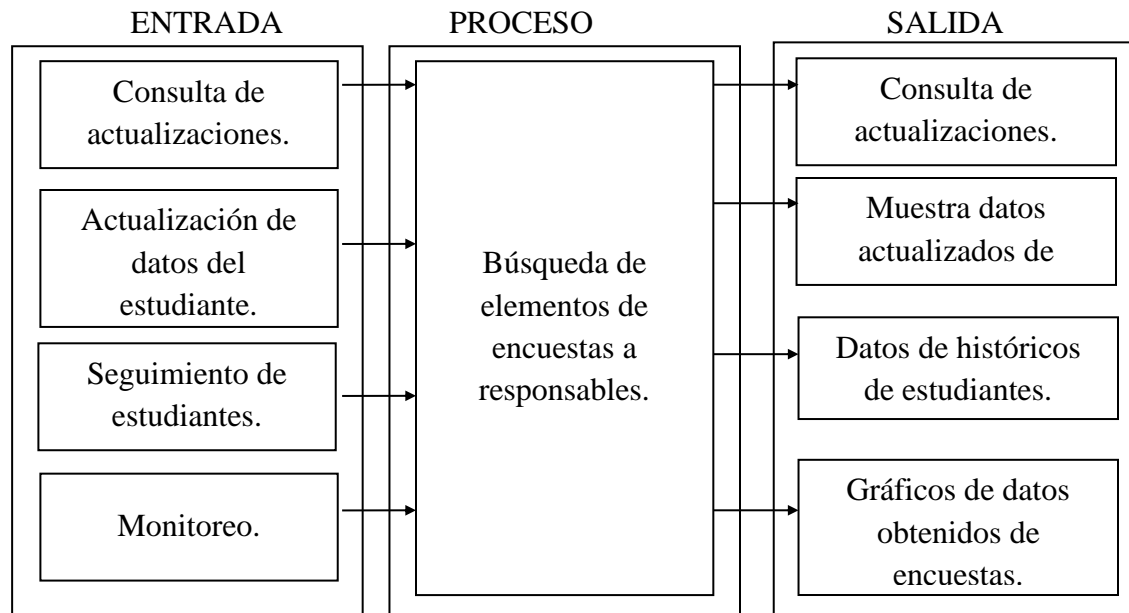 ENTRADA
PROCESO
SALIDA
Consulta de
actualizaciones.
Actualización de
datos del
estudiante.
Seguimiento de
estudiantes.
Monitoreo.
Búsqueda de
elementos de
encuestas a
responsables.
Consulta de
actualizaciones.
Muestra datos
actualizados de
Datos de históricos
de estudiantes.
Gráficos de datos
obtenidos de
encuestas.